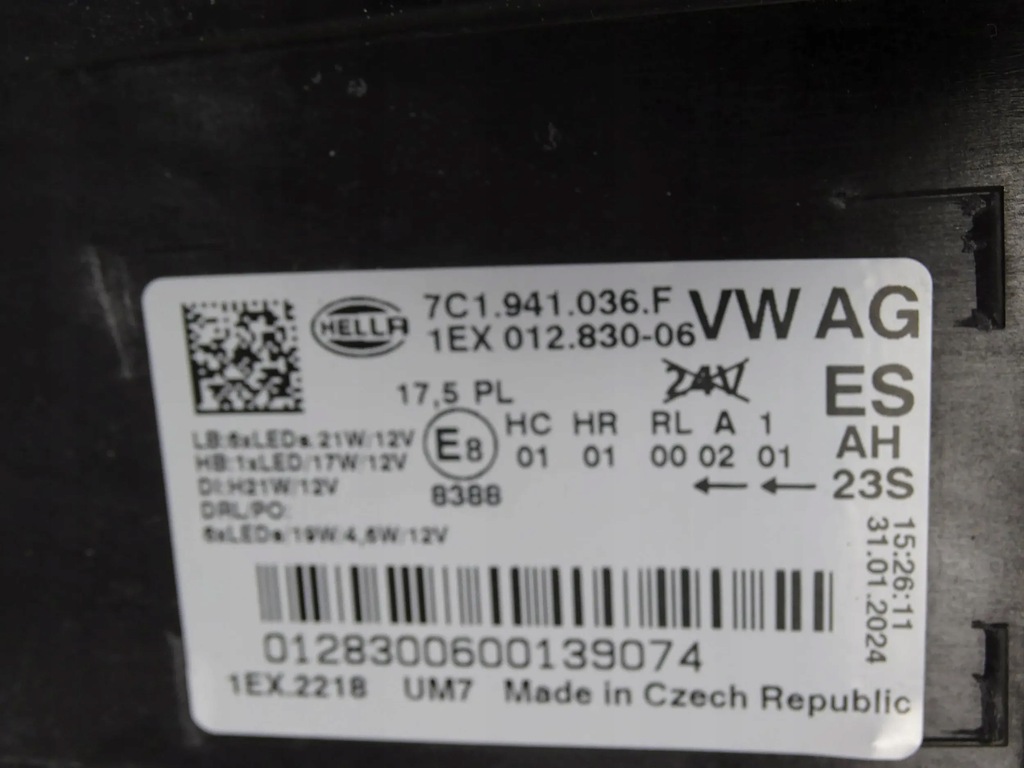 HELLA
7C1.941.036.F
1EX 012.830-06
VW AG
24V
ES
17,5 PL
LB:6xLEDs/21W/12V
HB:1xLED/17W/12V
DI:H21W/12V
DRL/PO:
6xLEDs/19W/4,6W/12V
E8
8388
HC HR RL A 1
01 01 00 02 01
AH
23S
15:26:11
31.01.2024
0128300600139074
1EX.2218 UM7 Made in Czech Republic